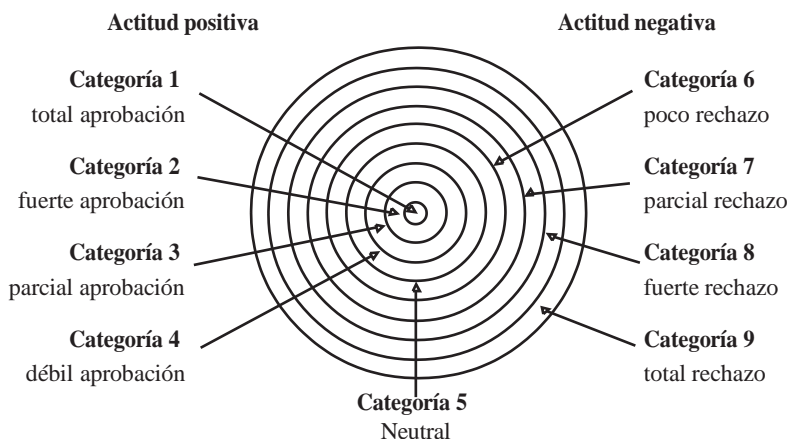 Actitud positiva
Actitud negativa
Categoría 1
total aprobación
Categoría 2
fuerte aprobación
Categoría 3
parcial aprobación
Categoría 4
débil aprobación
Categoría 6
poco rechazo
Categoría 7
parcial rechazo
Categoría 8
fuerte rechazo
Categoría 9
total rechazo
Categoría 5
Neutral